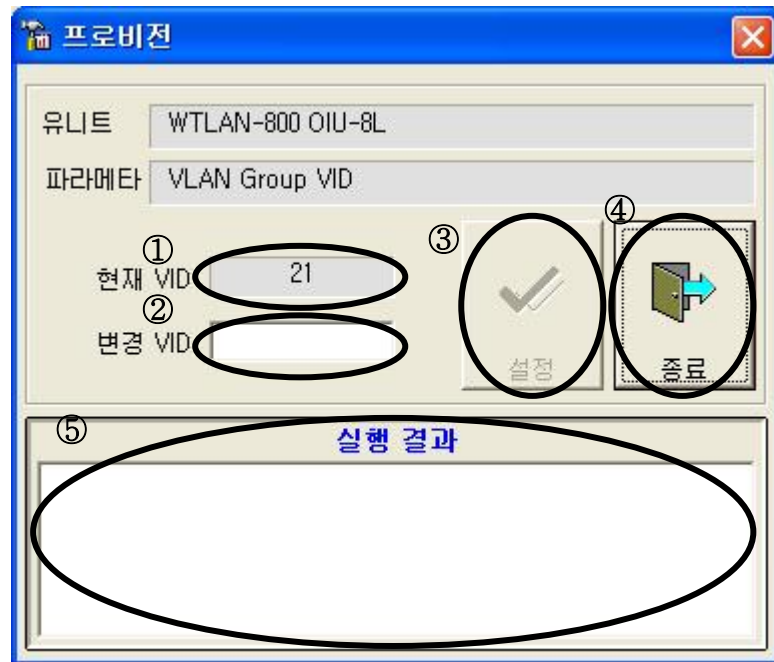 프로비전
유니트 WTLAN-800 OIU-8L
파라메타 VLAN Group VID
① ③ ④
현재 VID 21
②
변경 VID
설정 종료
⑤ 실행 결과